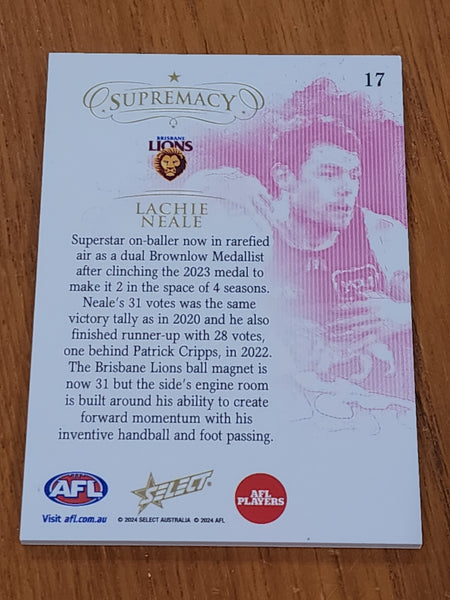 17
SUPREMACY
BRISBANE
LIONS
LACHIE
NEALE
Superstar on-baller now in rarefied
air as a dual Brownlow Medallist
after clinching the 2023 medal to
make it 2 in the space of 4 seasons.
Neale's 31 votes was the same
victory tally as in 2020 and he also
finished runner-up with 28 votes,
one behind Patrick Cripps, in 2022.
The Brisbane Lions ball magnet is
now 31 but the side's engine room
is built around his ability to create
forward momentum with his
inventive handball and foot passing.
AFL
SELECT
AFL
PLAYERS
Visit afl.com.au
© 2024 SELECT AUSTRALIA © 2024 AFL